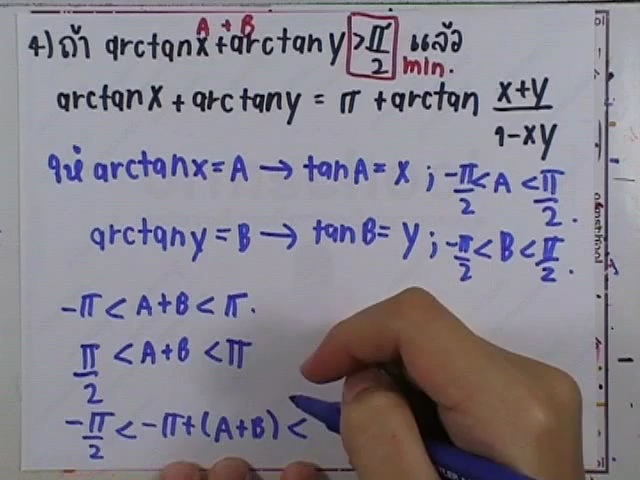 A + B
4) ถ้า arctanx + arctany > π/2 แล้ว
min.
arctanx + arctany = π + arctan (x+y)/(1-xy)
ให้ arctanx = A → tanA = x ; -π/2 < A < π/2.
arctany = B → tanB = y ; -π/2 < B < π/2.
-π < A+B < π.
π/2 < A+B < π
-π/2 < -π+(A+B) <